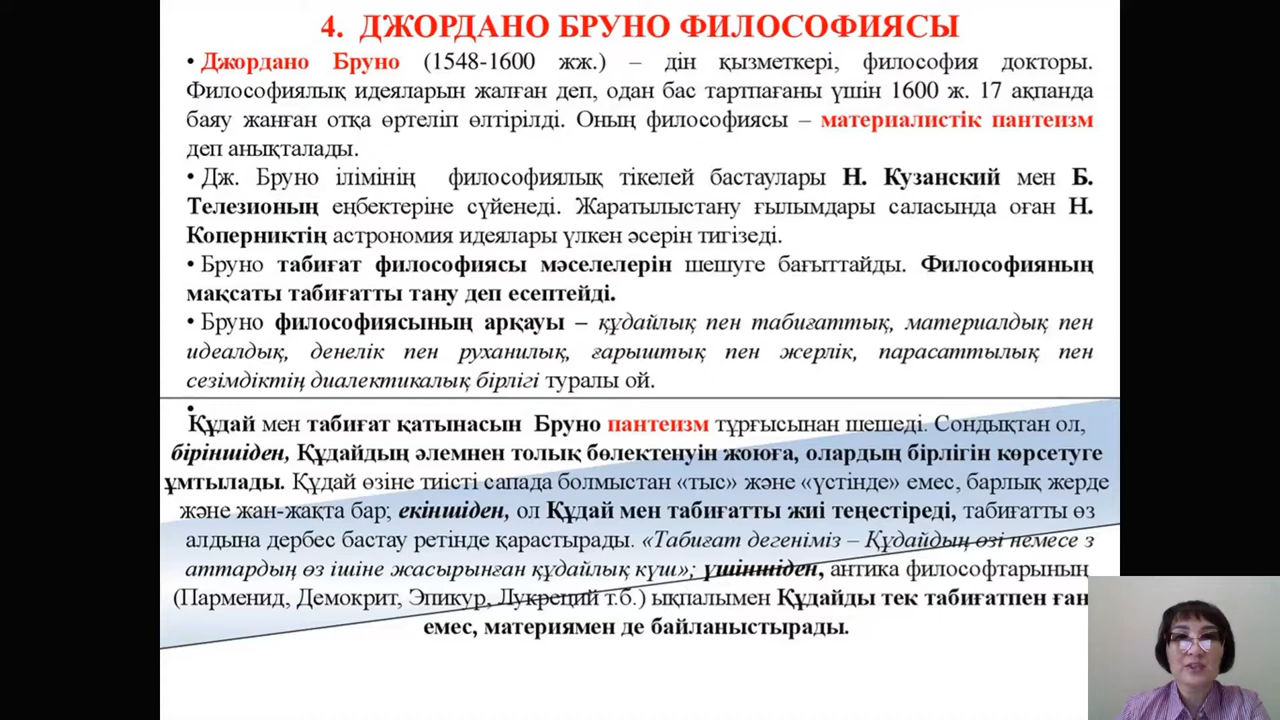 4. ДЖОРДАНО БРУНО ФИЛОСОФИЯСЫ
• Джордано Бруно (1548-1600 жж.) – дін қызметкері, философия докторы.
Философиялық идеяларын жалған деп, одан бас тартпағаны үшін 1600 ж. 17 ақпанда
баяу жанған отқа өртеліп өлтірілді. Оның философиясы – материалистік пантеизм
деп анықталады.
• Дж. Бруно ілімінің философиялық тікелей бастаулары Н. Кузанский мен Б.
Телезионың еңбектеріне сүйенеді. Жаратылыстану ғылымдары саласында оған Н.
Коперниктің астрономия идеялары үлкен әсерін тигізеді.
• Бруно табиғат философиясы мәселелерін шешуге бағыттайды. Философияның
мақсаты табиғатты тану деп есептейді.
• Бруно философиясының арқауы – құдайлық пен табиғаттық, материалдық пен
идеалдық, денелік пен руханилық, ғарыштық пен жерлік, парасаттылық пен
сезімдіктің диалектикалық бірлігі туралы ой.
•
Құдай мен табиғат қатынасын Бруно пантеизм тұрғысынан шешеді. Сондықтан ол,
біріншіден, Құдайдың әлемнен толық бөлектенуін жоюға, олардың бірлігін көрсетуге
ұмтылады. Құдай өзіне тиісті сапада болмыстан «тыс» және «үстінде» емес, барлық жерде
және жан-жақта бар; екіншіден, ол Құдай мен табиғатты жиі теңестіреді, табиғатты өз
алдына дербес бастау ретінде қарастырады. «Табиғат дегеніміз – Құдайдың өзі немесе з
аттардың өз ішіне жасырынған құдайлық күш»; үшіншіден, антика философтарының
(Парменид, Демокрит, Эпикур, Лукреций т.б.) ықпалымен Құдайды тек табиғатпен ған
емес, материямен де байланыстырады.